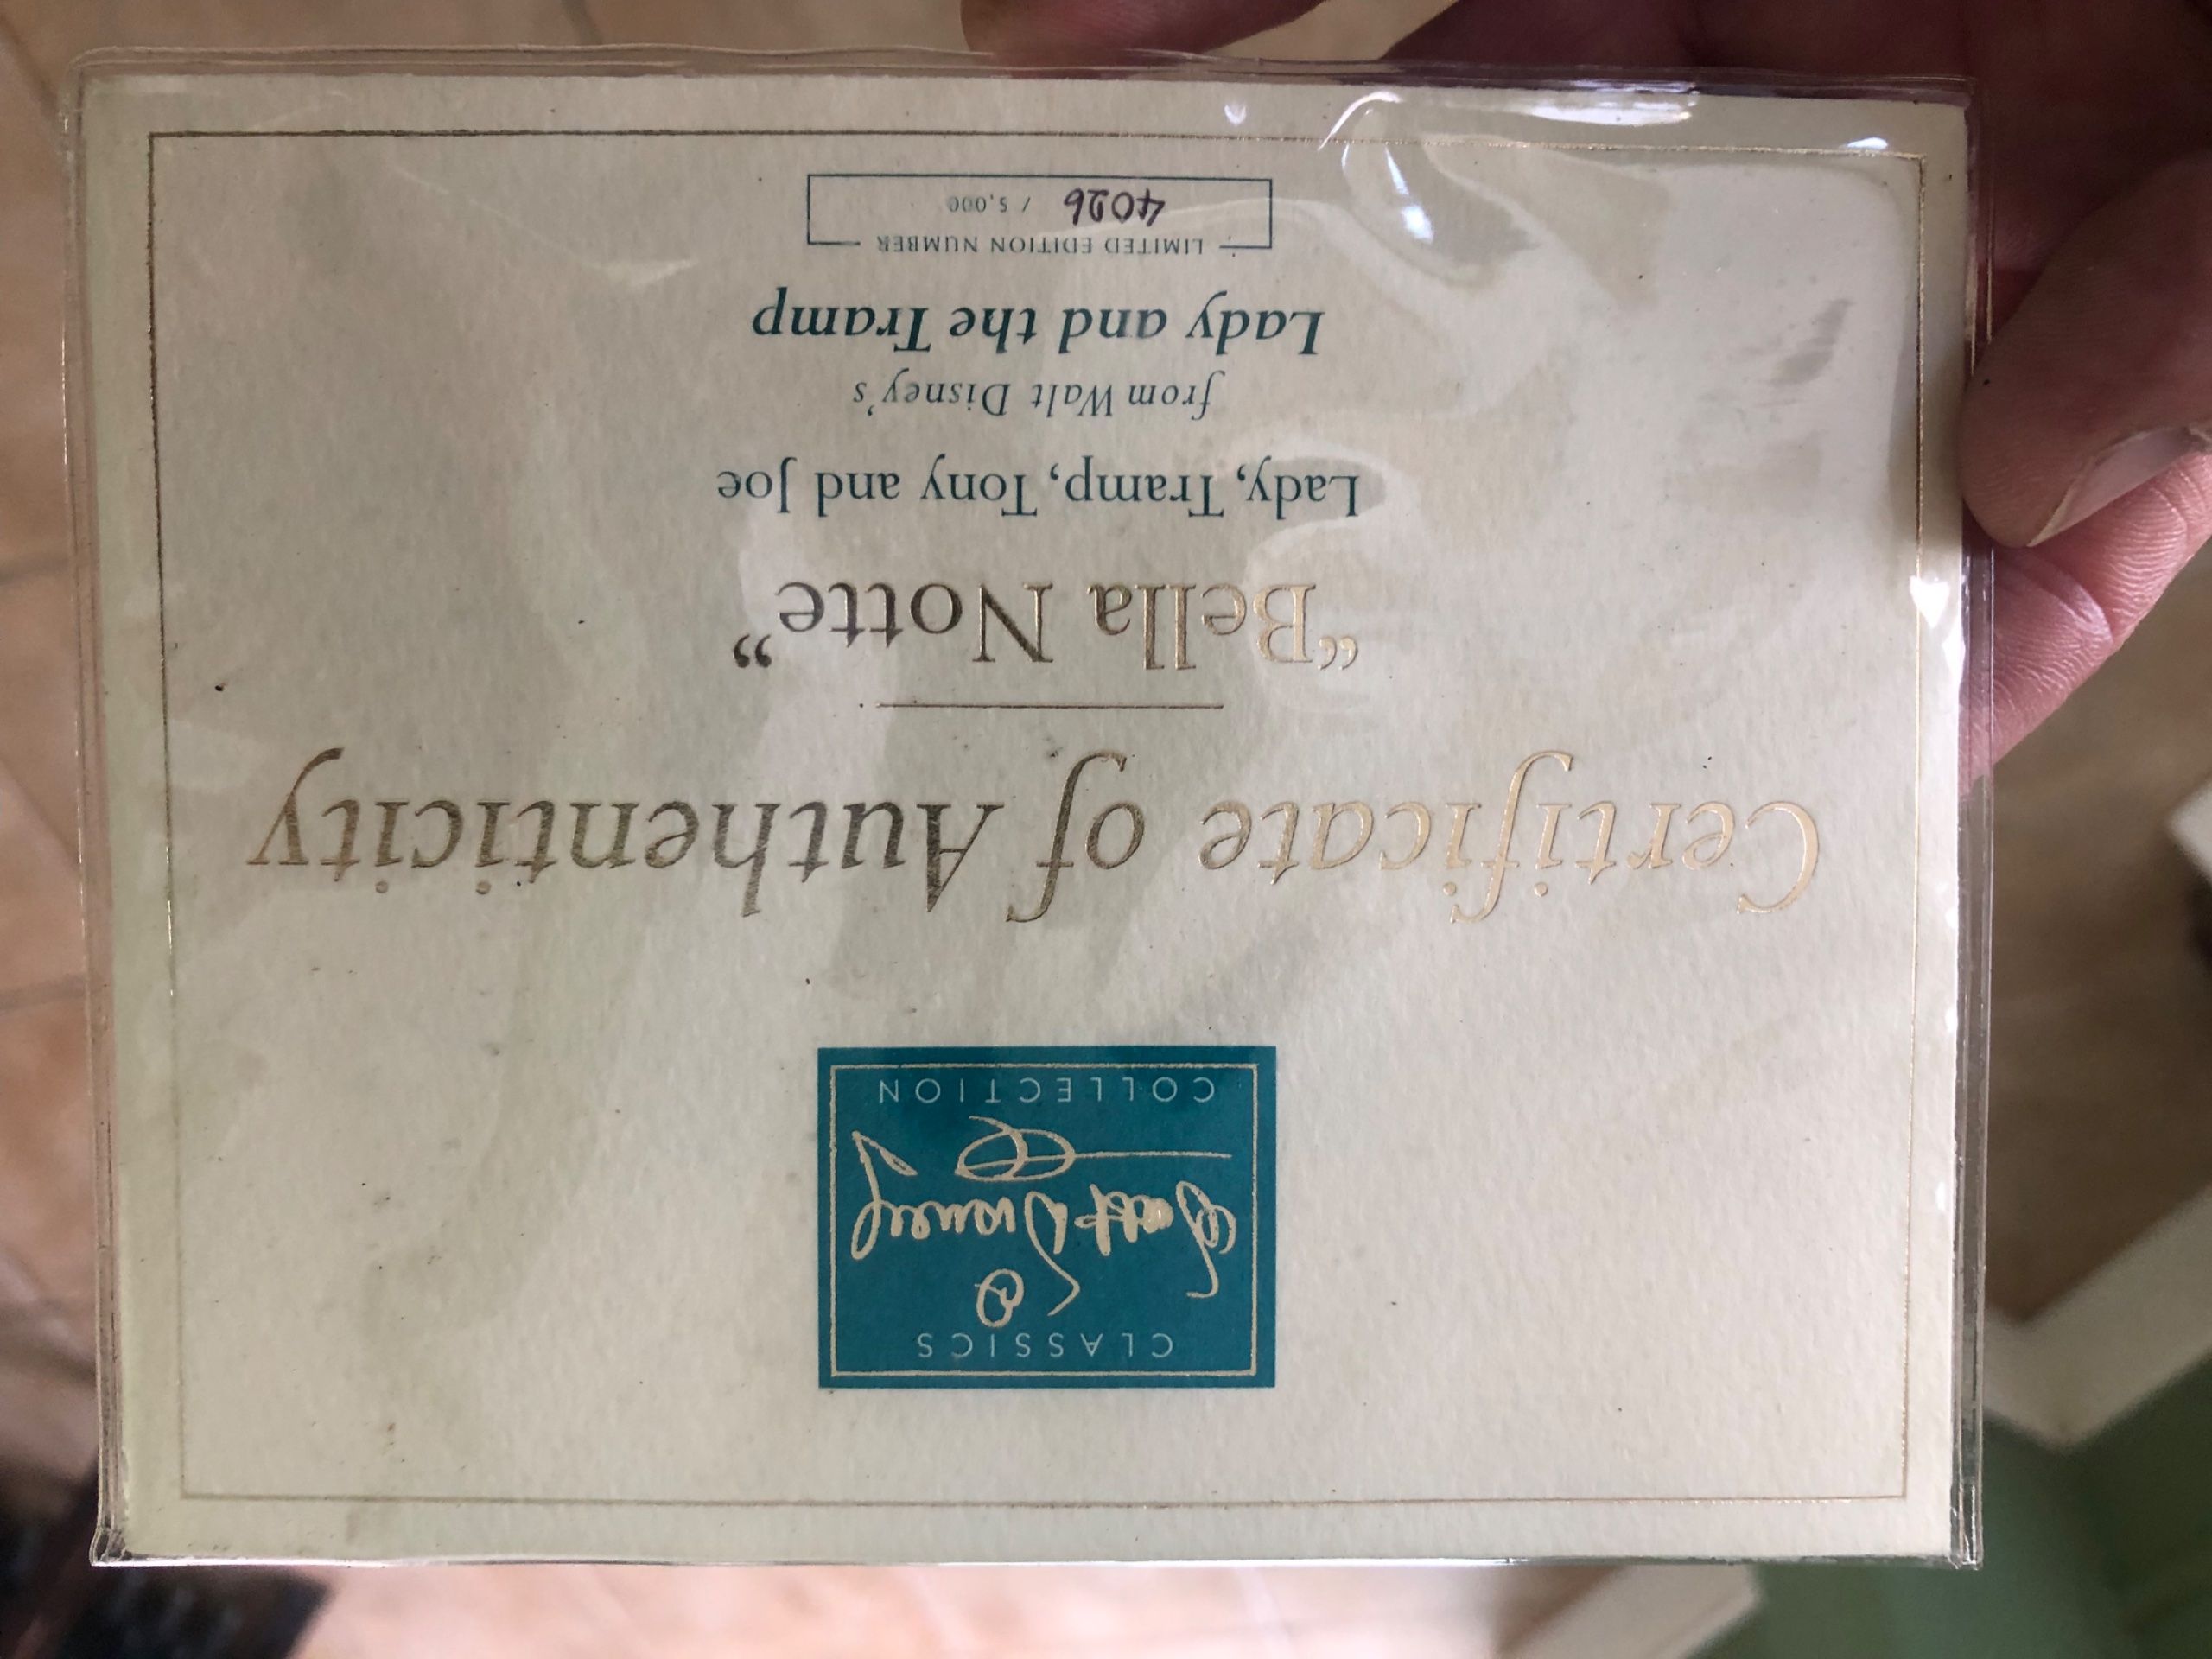 CLASSICS
Walt Disney
COLLECTION
Certificate of Authenticity
“Bella Notte”
Lady, Tramp, Tony and Joe
from Walt Disney's
Lady and the Tramp
LIMITED EDITION NUMBER
4026 / 5,000